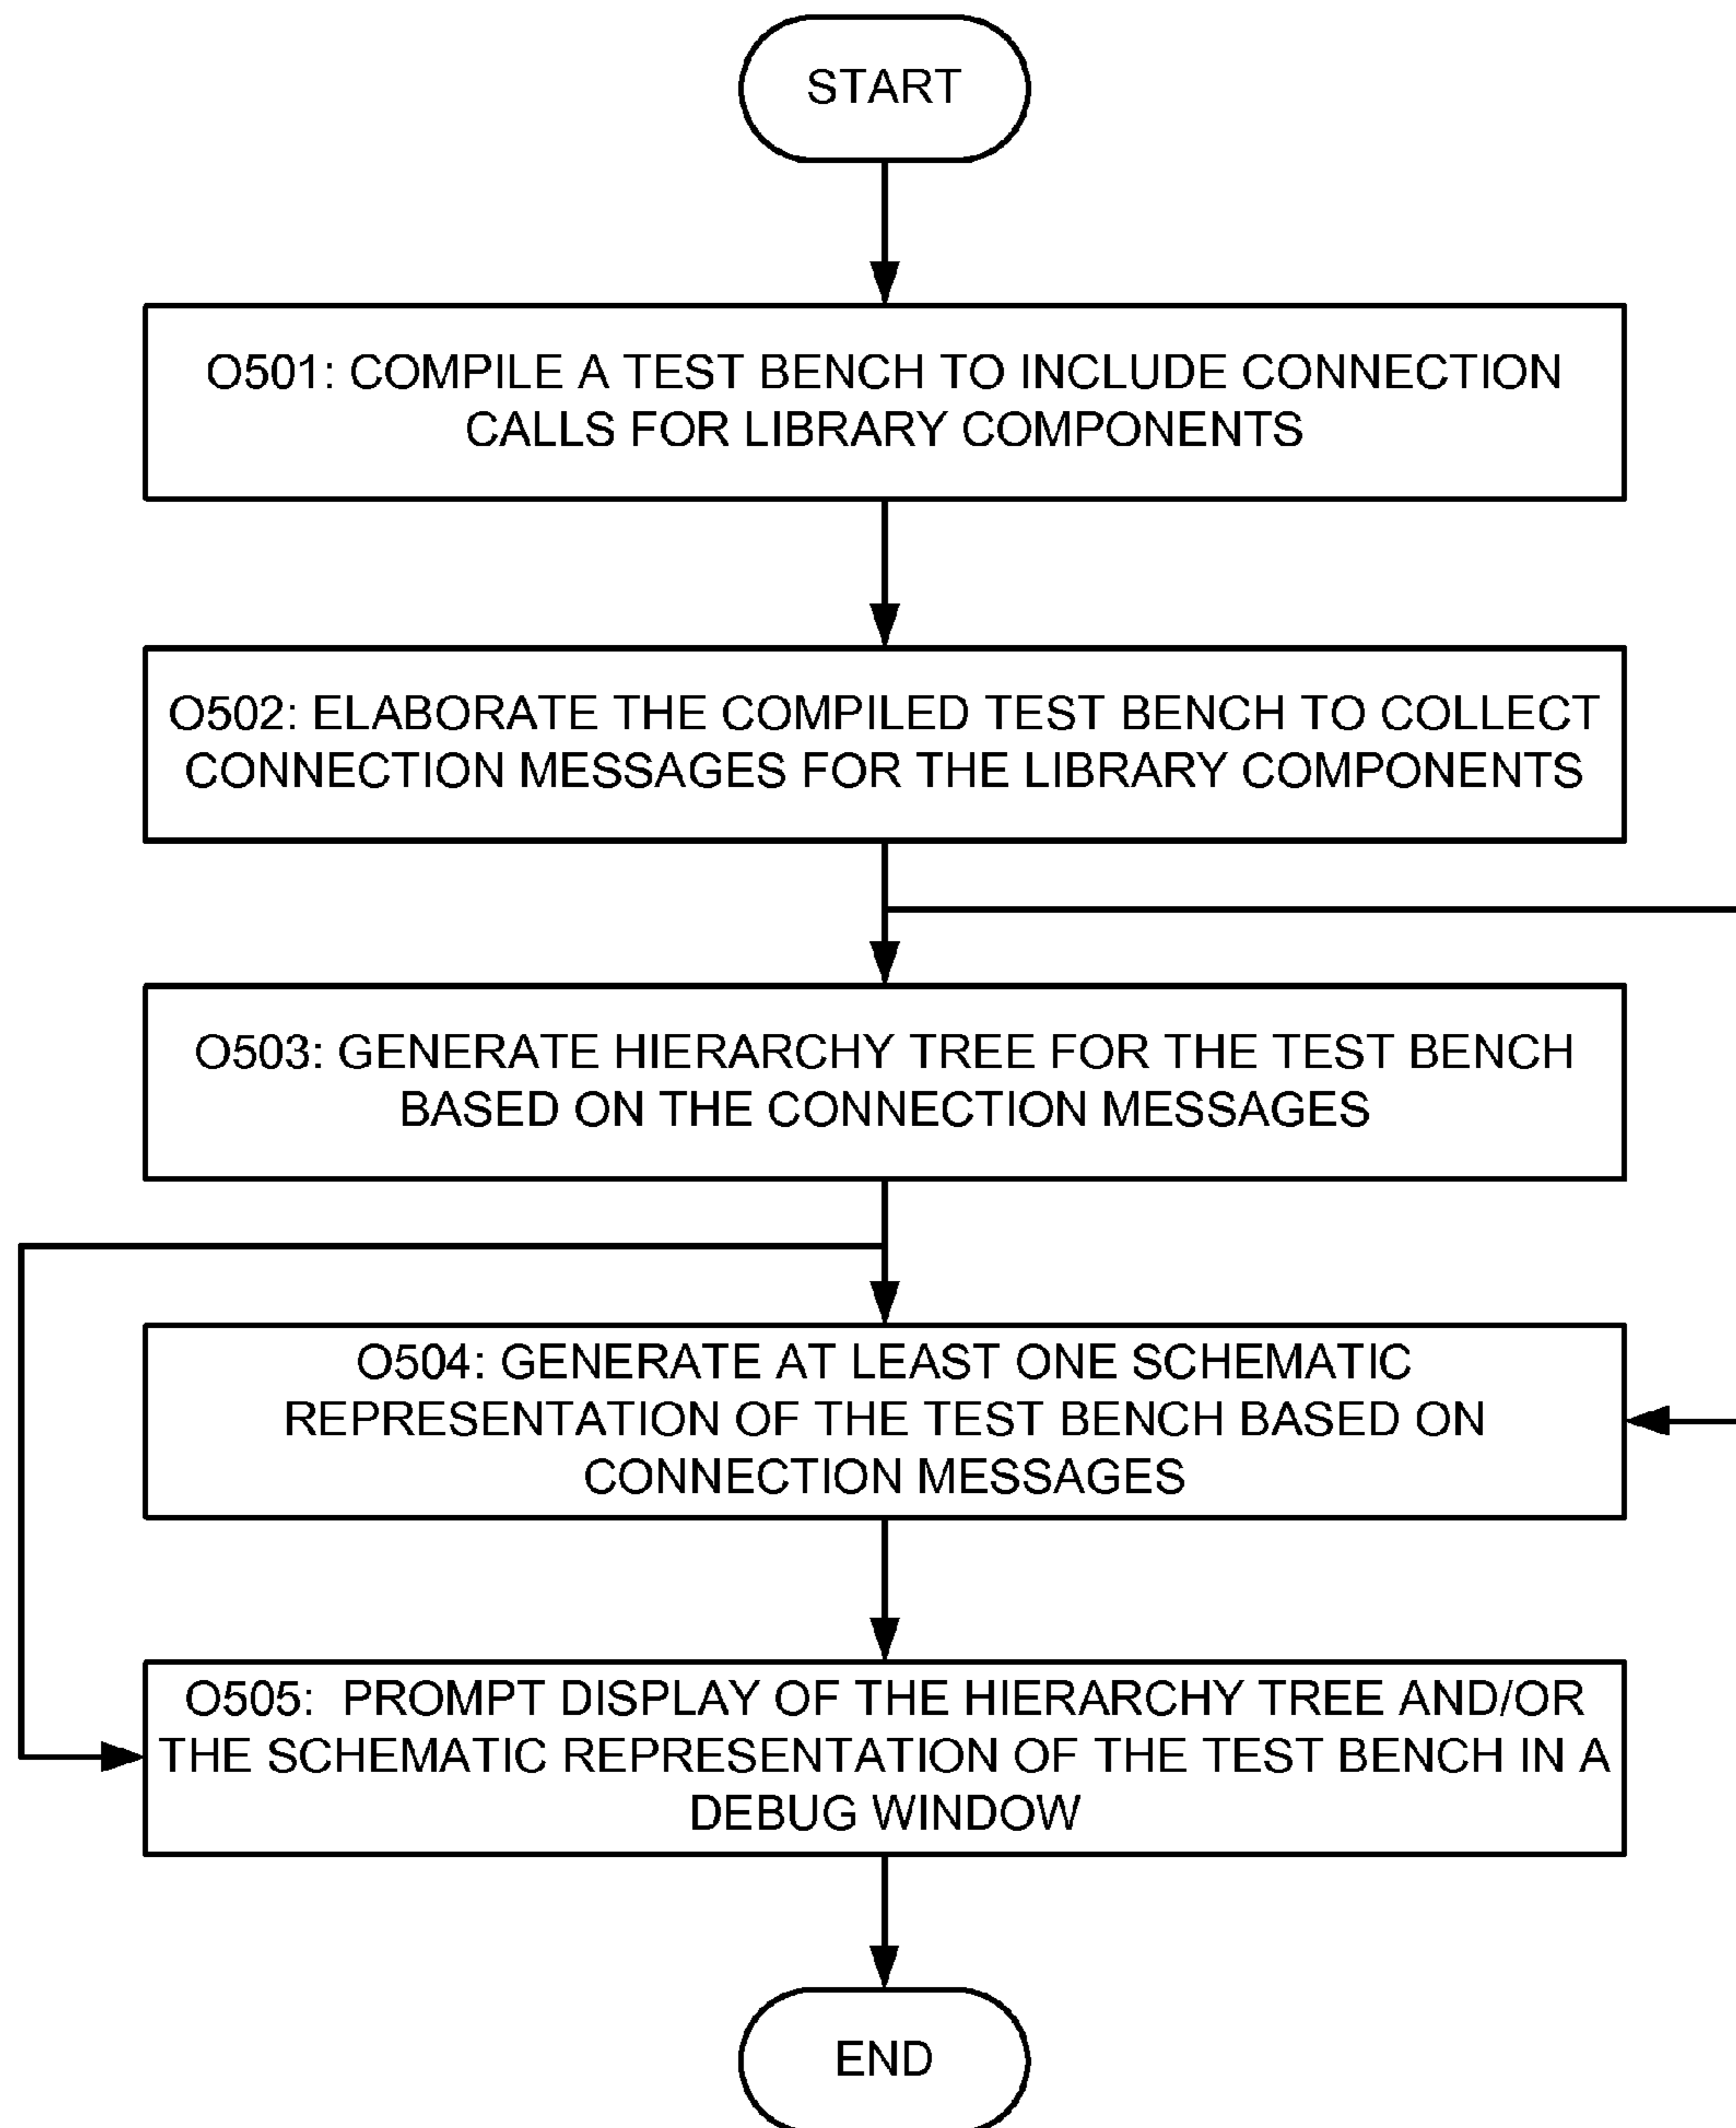 START
O501: COMPILE A TEST BENCH TO INCLUDE CONNECTION
CALLS FOR LIBRARY COMPONENTS
O502: ELABORATE THE COMPILED TEST BENCH TO COLLECT
CONNECTION MESSAGES FOR THE LIBRARY COMPONENTS
O503: GENERATE HIERARCHY TREE FOR THE TEST BENCH
BASED ON THE CONNECTION MESSAGES
O504: GENERATE AT LEAST ONE SCHEMATIC
REPRESENTATION OF THE TEST BENCH BASED ON
CONNECTION MESSAGES
O505: PROMPT DISPLAY OF THE HIERARCHY TREE AND/OR
THE SCHEMATIC REPRESENTATION OF THE TEST BENCH IN A
DEBUG WINDOW
END